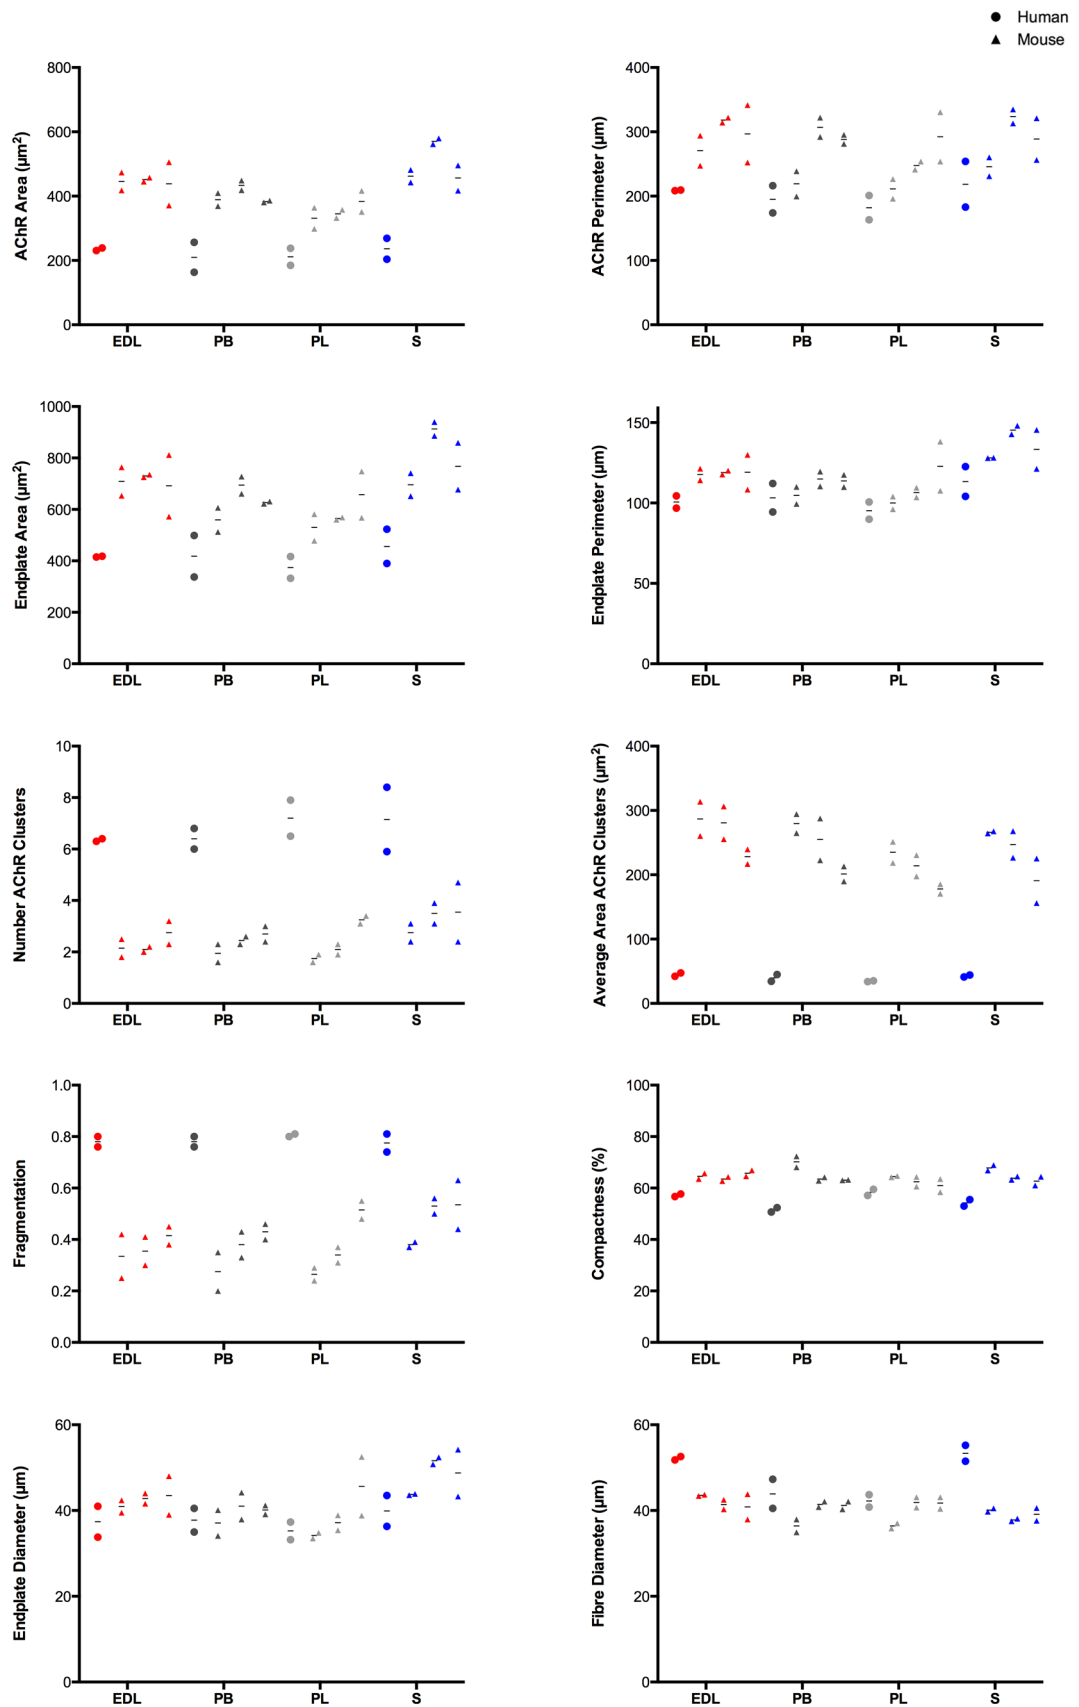 Human
Mouse
AChR Area (µm²)
800
600
400
200
0
EDL PB PL S
AChR Perimeter (µm)
400
300
200
100
0
EDL PB PL S
Endplate Area (µm²)
1000
800
600
400
200
0
EDL PB PL S
Endplate Perimeter (µm)
150
100
50
0
EDL PB PL S
Number AChR Clusters
10
8
6
4
2
0
EDL PB PL S
Average Area AChR Clusters (µm²)
400
300
200
100
0
EDL PB PL S
Fragmentation
1.0
0.8
0.6
0.4
0.2
0.0
EDL PB PL S
Compactness (%)
100
80
60
40
20
0
EDL PB PL S
Endplate Diameter (µm)
60
40
20
0
EDL PB PL S
Fibre Diameter (µm)
60
40
20
0
EDL PB PL S